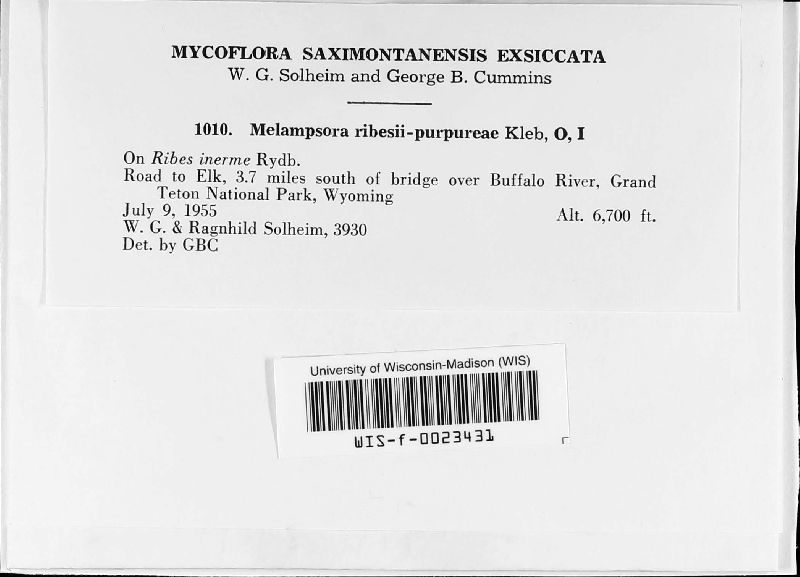 MYCOFLORA SAXIMONTANENSIS EXSICCATA
W. G. Solheim and George B. Cummins
1010. Melampsora ribesii-purpureae Kleb, O, I
On Ribes inerme Rydb.
Road to Elk, 3.7 miles south of bridge over Buffalo River, Grand
Teton National Park, Wyoming
July 9, 1955 Alt. 6,700 ft.
W. G. & Ragnhild Solheim, 3930
Det. by GBC
University of Wisconsin-Madison (WIS)
WIS-f-0023431